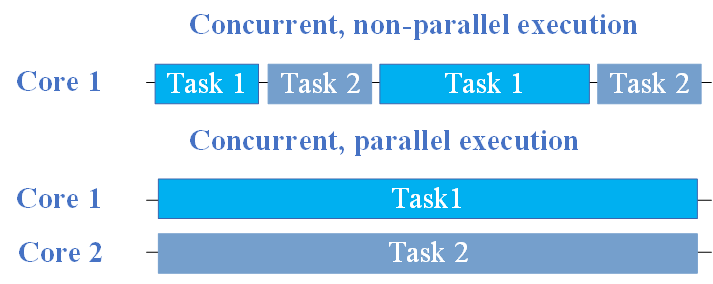 Concurrent, non-parallel execution
Core 1 Task 1 Task 2 Task 1 Task 2
Concurrent, parallel execution
Core 1 Task1
Core 2 Task 2